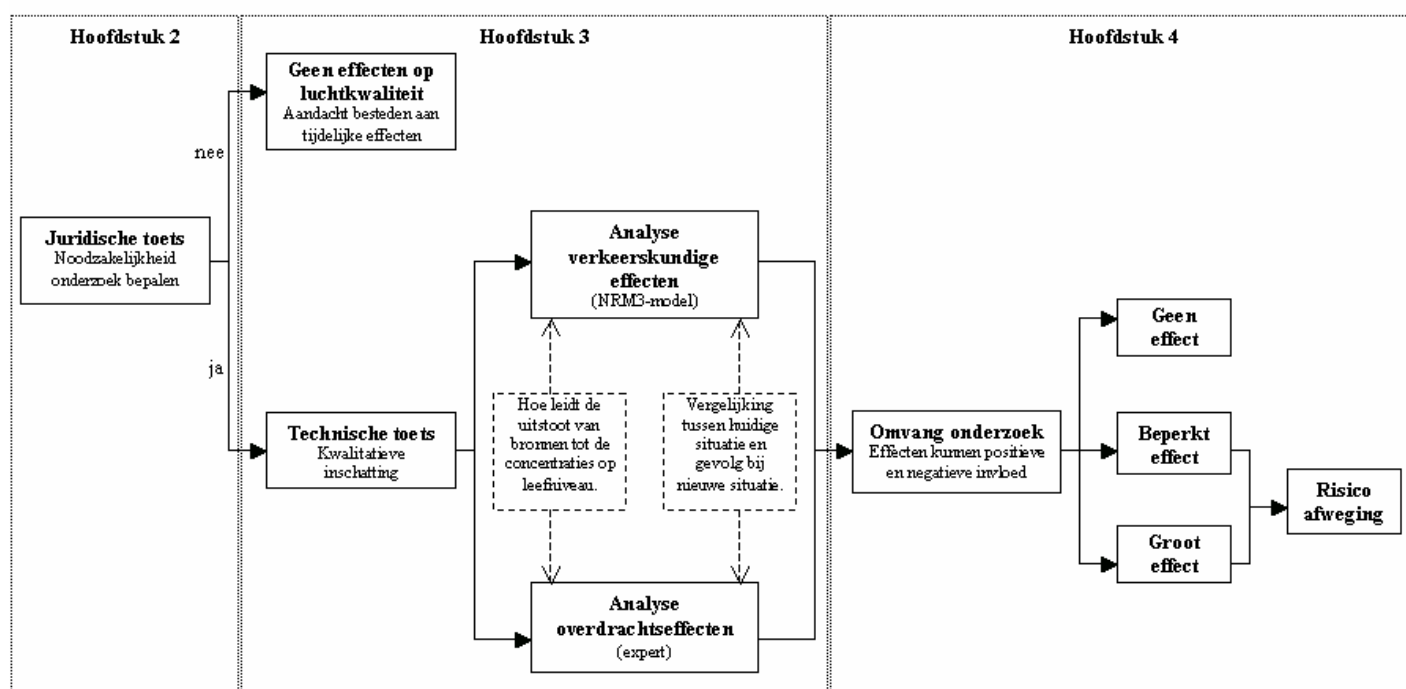 Hoofdstuk 2
Hoofdstuk 3
Hoofdstuk 4
Geen effecten op
luchtkwaliteit
Aandacht besteden aan
tijdelijke effecten
nee
Juridische toets
Noodzakelijkheid
onderzoek bepalen
ja
Analyse
verkeerskundige
effecten
(NRM3-model)
Technische toets
Kwalitatieve
inschatting
Hoe leidt de
uitstoot van
bronnen tot de
concentraties op
leefniveau.
Vergelijking
tussen huidige
situatie en
gevolg bij
nieuwe situatie.
Analyse
overdrachtseffecten
(expert)
Omvang onderzoek
Effecten kunnen positieve
en negatieve invloed
Geen
effect
Beperkt
effect
Groot
effect
Risico
afweging